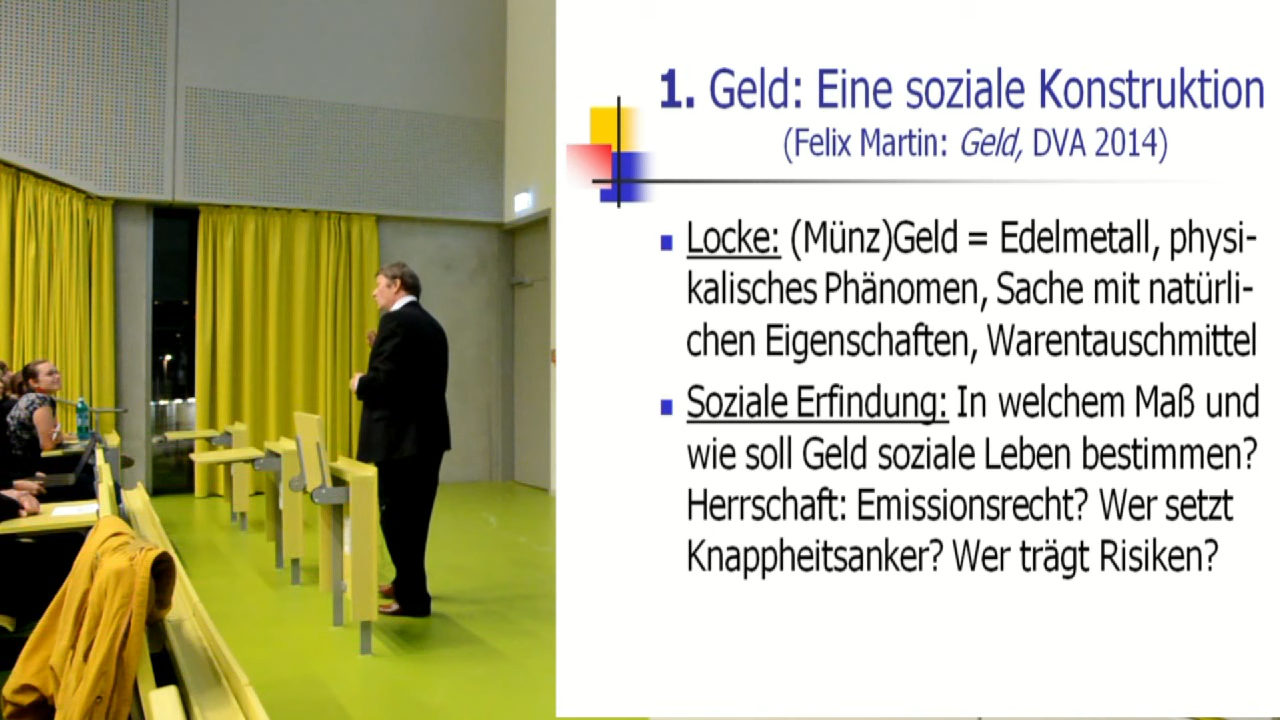 1. Geld: Eine soziale Konstruktion
(Felix Martin: Geld, DVA 2014)
Locke: (Münz)Geld = Edelmetall, physi-
kalisches Phänomen, Sache mit natürli-
chen Eigenschaften, Warentauschmittel
Soziale Erfindung: In welchem Maß und
wie soll Geld soziale Leben bestimmen?
Herrschaft: Emissionsrecht? Wer setzt
Knappheitsanker? Wer trägt Risiken?